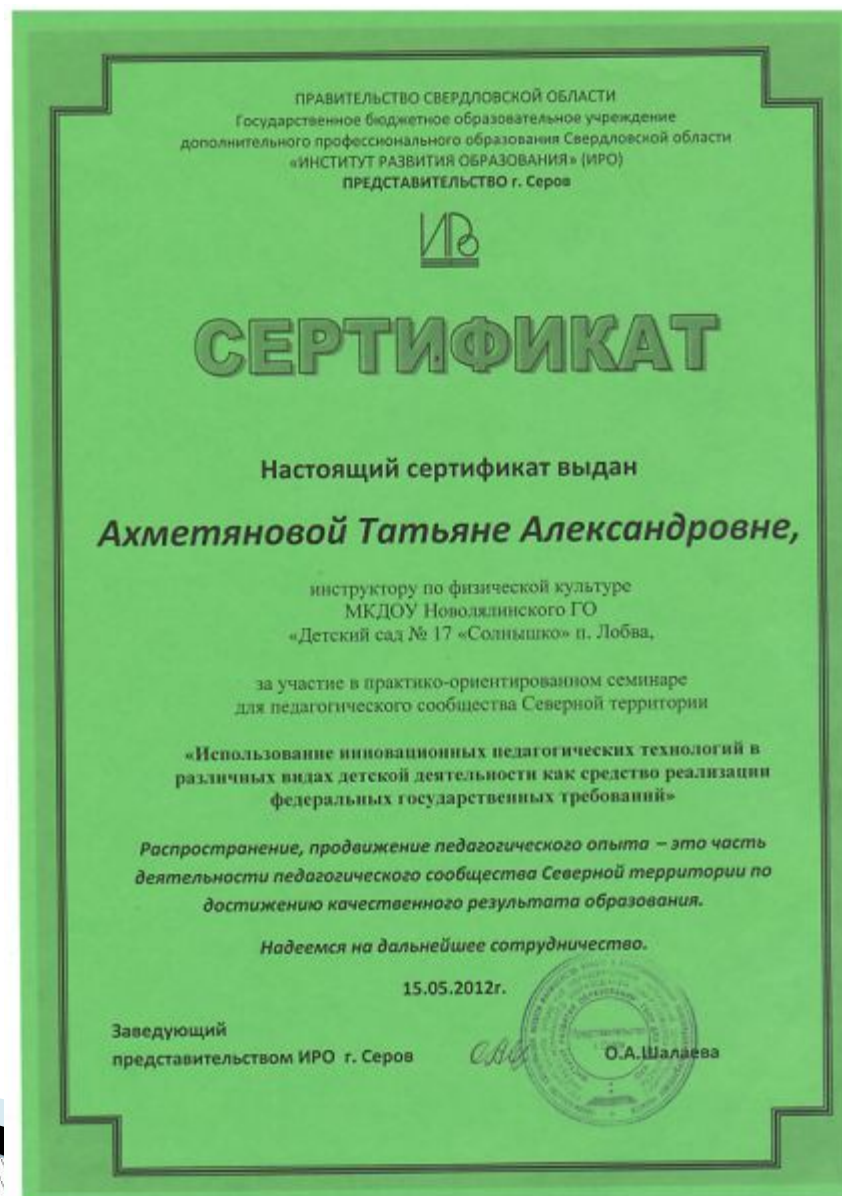 ПРАВИТЕЛЬСТВО СВЕРДЛОВСКОЙ ОБЛАСТИ
Государственное бюджетное образовательное учреждение
дополнительного профессионального образования Свердловской области
«ИНСТИТУТ РАЗВИТИЯ ОБРАЗОВАНИЯ» (ИРО)
ПРЕДСТАВИТЕЛЬСТВО г. Серов
ИРО
СЕРТИФИКАТ
Настоящий сертификат выдан
Ахметяновой Татьяне Александровне,
инструктору по физической культуре
МКДОУ Новолялинского ГО
«Детский сад № 17 «Солнышко» п. Лобва,
за участие в практико-ориентированном семинаре
для педагогического сообщества Северной территории
«Использование инновационных педагогических технологий в
различных видах детской деятельности как средство реализации
федеральных государственных требований»
Распространение, продвижение педагогического опыта – это часть
деятельности педагогического сообщества Северной территории по
достижению качественного результата образования.
Надеемся на дальнейшее сотрудничество.
15.05.2012г.
Заведующий
представительством ИРО г. Серов О.А.Шалаева